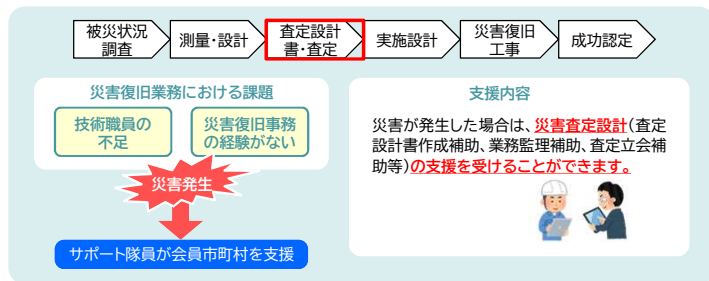 被災状況
調査
測量・設計
査定設計
書・査定
実施設計
災害復旧
工事
成功認定
災害復旧業務における課題
技術職員の
不足
災害復旧事務
の経験がない
災害発生
サポート隊員が会員市町村を支援
支援内容
災害が発生した場合は、災害査定設計(査定
設計書作成補助、業務監理補助、査定立会補
助等)の支援を受けることができます。